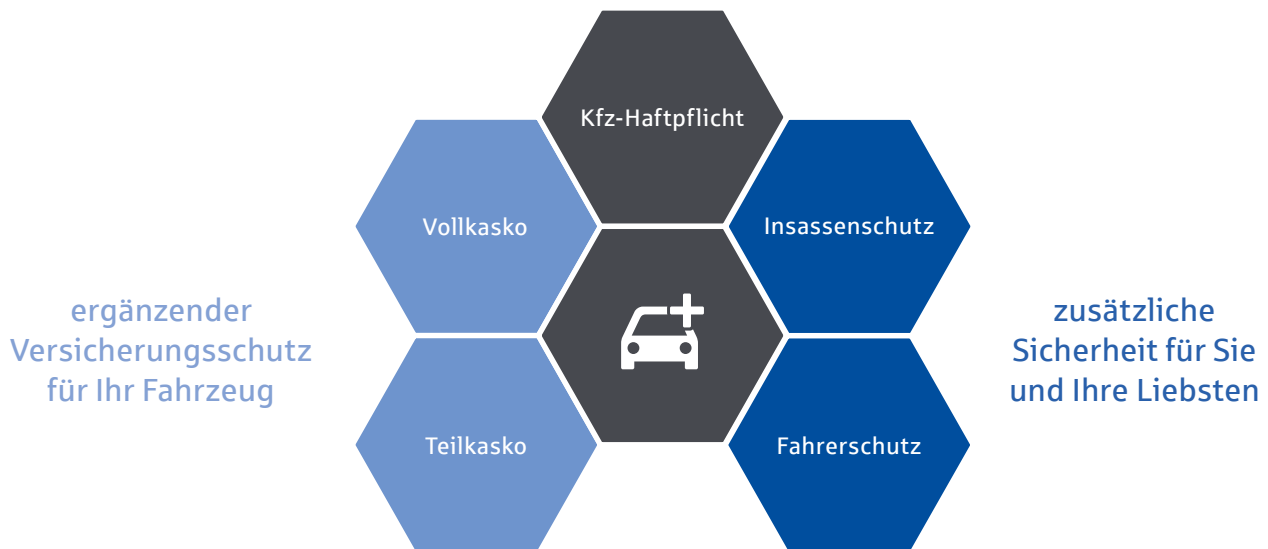 Kfz-Haftpflicht
Vollkasko
Insassenschutz
ergänzender
Versicherungsschutz
für Ihr Fahrzeug
zusätzliche
Sicherheit für Sie
und Ihre Liebsten
Teilkasko
Fahrerschutz